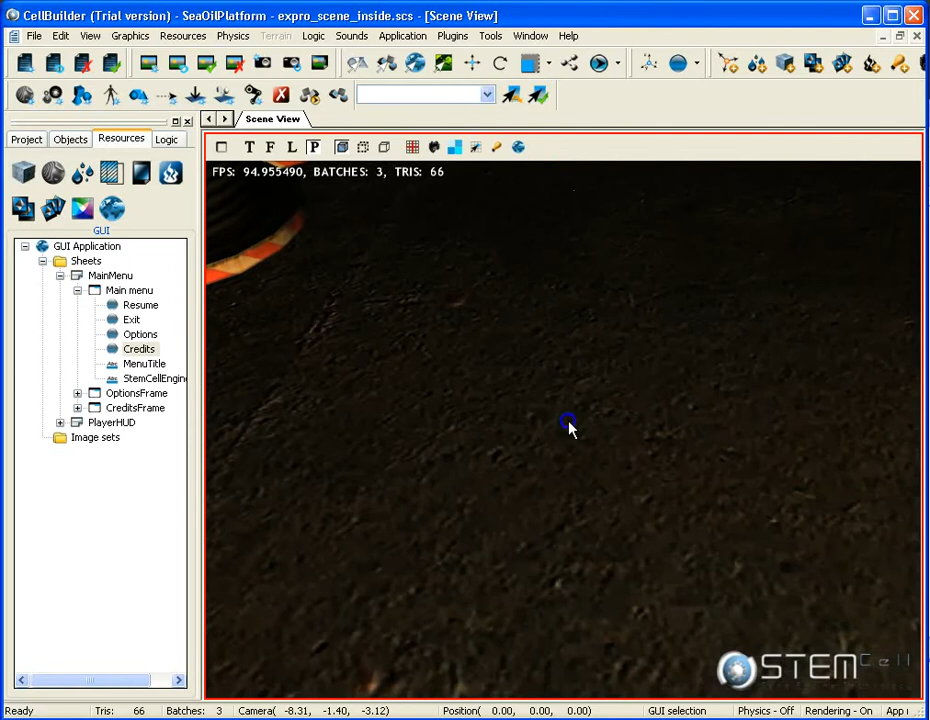 CellBuilder (Trial version) - SeaOilPlatform - expro_scene_inside.scs - [Scene View]
File Edit View Graphics Resources Physics Terrain Logic Sounds Application Plugins Tools Window Help
Scene View
Project Objects Resources Logic
T F L P
FPS: 94.955490, BATCHES: 3, TRIS: 66
GUI
GUI Application
Sheets
MainMenu
Main menu
Resume
Exit
Options
Credits
MenuTitle
StemCellEngin
OptionsFrame
CreditsFrame
PlayerHUD
Image sets
STEM Cell
Ready Tris: 66 Batches: 3 Camera( -8.31, -1.40, -3.12) Position( 0.00, 0.00, 0.00) GUI selection Physics - Off Rendering - On App r